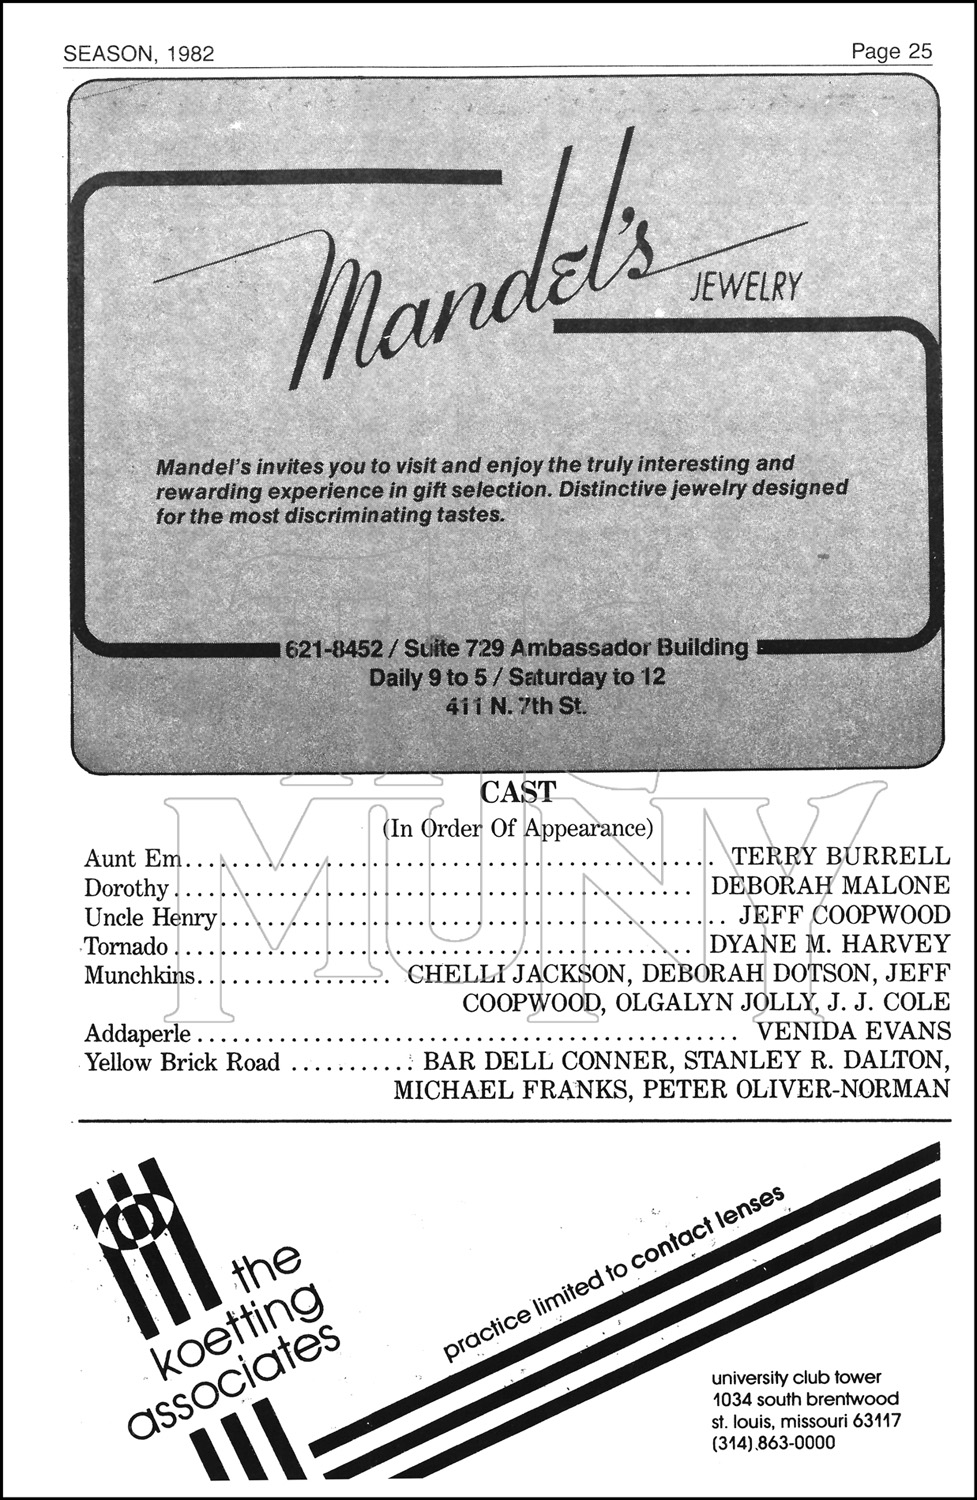 SEASON, 1982 Page 25
Mandel's
JEWELRY
Mandel's invites you to visit and enjoy the truly interesting and
rewarding experience in gift selection. Distinctive jewelry designed
for the most discriminating tastes.
621-8452 / Suite 729 Ambassador Building
Daily 9 to 5 / Saturday to 12
411 N. 7th St.
THE
MUNY
CAST
(In Order Of Appearance)
Aunt Em........................................... TERRY BURRELL
Dorothy........................................... DEBORAH MALONE
Uncle Henry........................................... JEFF COOPWOOD
Tornado........................................... DYANE M. HARVEY
Munchkins................. CHELLI JACKSON, DEBORAH DOTSON, JEFF
COOPWOOD, OLGALYN JOLLY, J. J. COLE
Addaperle........................................... VENIDA EVANS
Yellow Brick Road ........... BAR DELL CONNER, STANLEY R. DALTON,
MICHAEL FRANKS, PETER OLIVER-NORMAN
the
koetting
associates
practice limited to contact lenses
university club tower
1034 south brentwood
st. louis, missouri 63117
(314) 863-0000